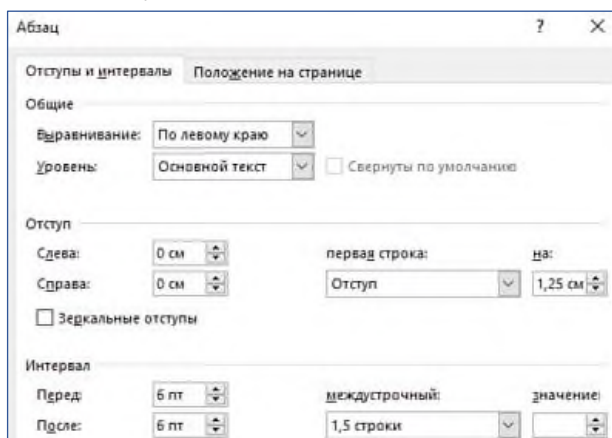 Абзац ? ×
Отступы и интервалы Положение на странице
Общие
Выравнивание: По левому краю
Уровень: Основной текст Свернуты по умолчанию
Отступ
Слева: 0 см первая строка: на:
Справа: 0 см Отступ 1,25 см
Зеркальные отступы
Интервал
Перед: 6 пт междустрочный: значение:
После: 6 пт 1,5 строки